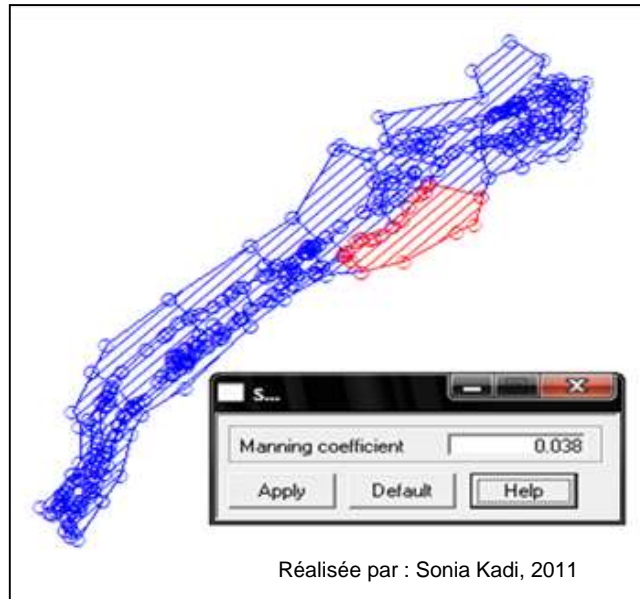 S...
Manning coefficient 0.038
Apply Default Help
Réalisée par : Sonia Kadi, 2011